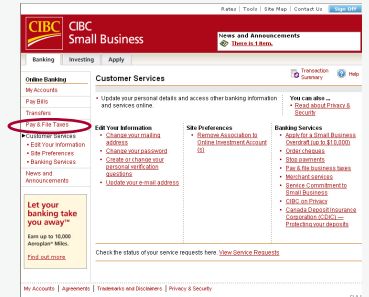 Rates | Tools | Site Map | Contact Us Sign Off
CIBC CIBC
Small Business
News and Announcements
There is 1 item.
Banking Investing Apply
Online Banking
My Accounts
Pay Bills
Transfers
Pay & File Taxes
Customer Services
• Edit Your Information
• Site Preferences
• Banking Services
News and
Announcements
Let your
banking take
you away™
Earn up to 10,000
Aeroplan® Miles.
Find out more
Customer Services
Transaction
Summary
Help
• Update your personal details and access other banking information
and services online.
You can also ...
• Read about Privacy &
Security
Edit Your Information
• Change your mailing
address
• Change your password
• Create or change your
personal verification
questions
• Update your e-mail address
Site Preferences
• Remove Association to
Online Investment Account
(s)
Banking Services
• Apply for a Small Business
Overdraft (up to $10,000)
• Order cheques
• Stop payments
• Pay & file business taxes
• Merchant services
• Service Commitment to
Small Business
• CIBC on Privacy
• Canada Deposit Insurance
Corporation (CDIC) —
Protecting your deposits
Check the status of your service requests here. View Service Requests
My Accounts | Agreements | Trademarks and Disclaimers | Privacy & Security